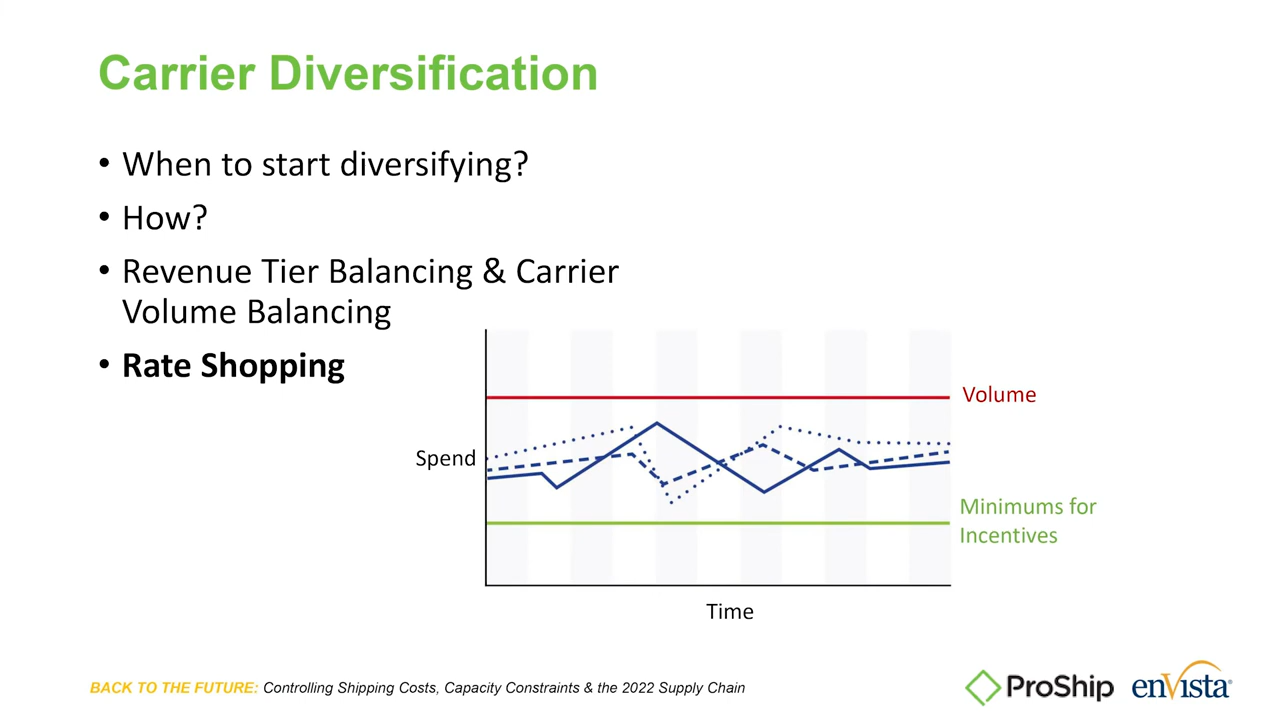 Carrier Diversification
• When to start diversifying?
• How?
• Revenue Tier Balancing & Carrier
Volume Balancing
• Rate Shopping
Volume
Spend
Minimums for
Incentives
Time
BACK TO THE FUTURE: Controlling Shipping Costs, Capacity Constraints & the 2022 Supply Chain
ProShip
enVista®